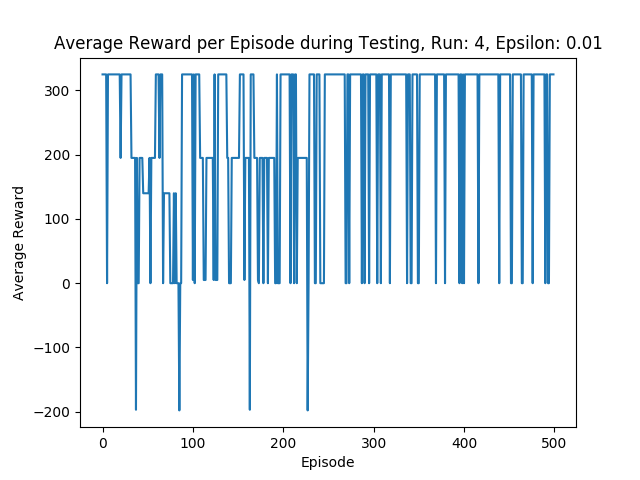 Average Reward per Episode during Testing, Run: 4, Epsilon: 0.01
300
200
100
0
−100
−200
Average Reward
0 100 200 300 400 500
Episode